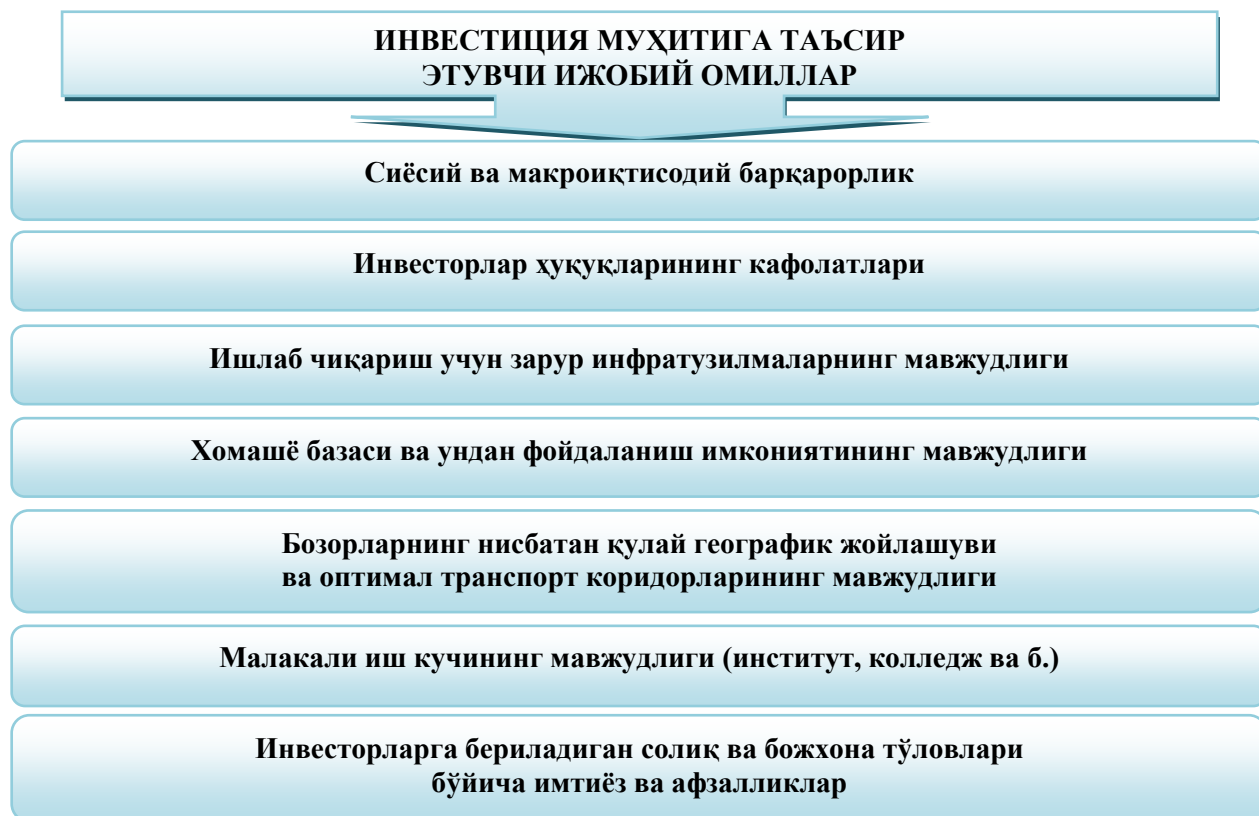 ИНВЕСТИЦИЯ МУҲИТИГА ТАЪСИР
ЭТУВЧИ ИЖОБИЙ ОМИЛЛАР
Сиёсий ва макроиқтисодий барқарорлик
Инвесторлар ҳуқуқларининг кафолатлари
Ишлаб чиқариш учун зарур инфратузилмаларнинг мавжудлиги
Хомашё базаси ва ундан фойдаланиш имкониятининг мавжудлиги
Бозорларнинг нисбатан қулай географик жойлашуви
ва оптимал транспорт коридорларининг мавжудлиги
Малакали иш кучининг мавжудлиги (институт, колледж ва б.)
Инвесторларга бериладиган солиқ ва божхона тўловлари
бўйича имтиёз ва афзалликлар